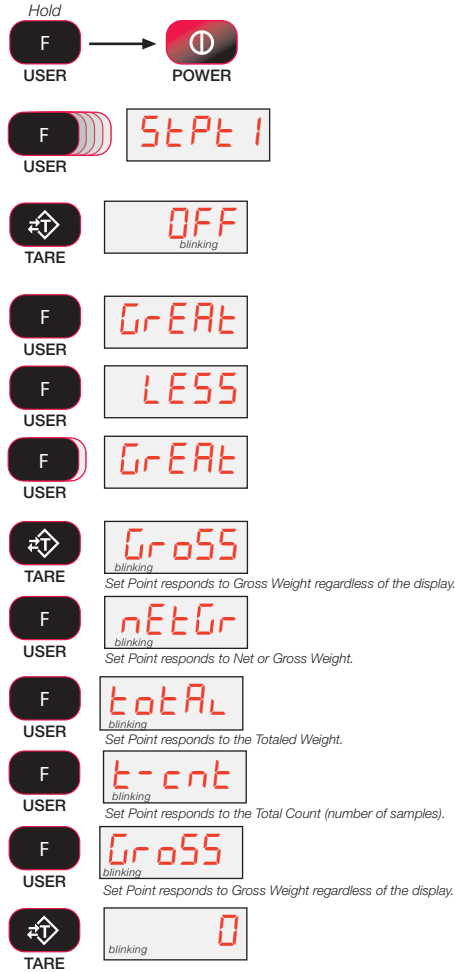 Hold
F
USER
POWER
F
USER
StPt 1
TARE
OFF
blinking
F
USER
GrEAt
F
USER
LESS
F
USER
GrEAt
TARE
GroSS
blinking
Set Point responds to Gross Weight regardless of the display.
F
USER
nEtGr
blinking
Set Point responds to Net or Gross Weight.
F
USER
totAL
blinking
Set Point responds to the Totaled Weight.
F
USER
t-cnt
blinking
Set Point responds to the Total Count (number of samples).
F
USER
GroSS
blinking
Set Point responds to Gross Weight regardless of the display.
T
TARE
0
blinking